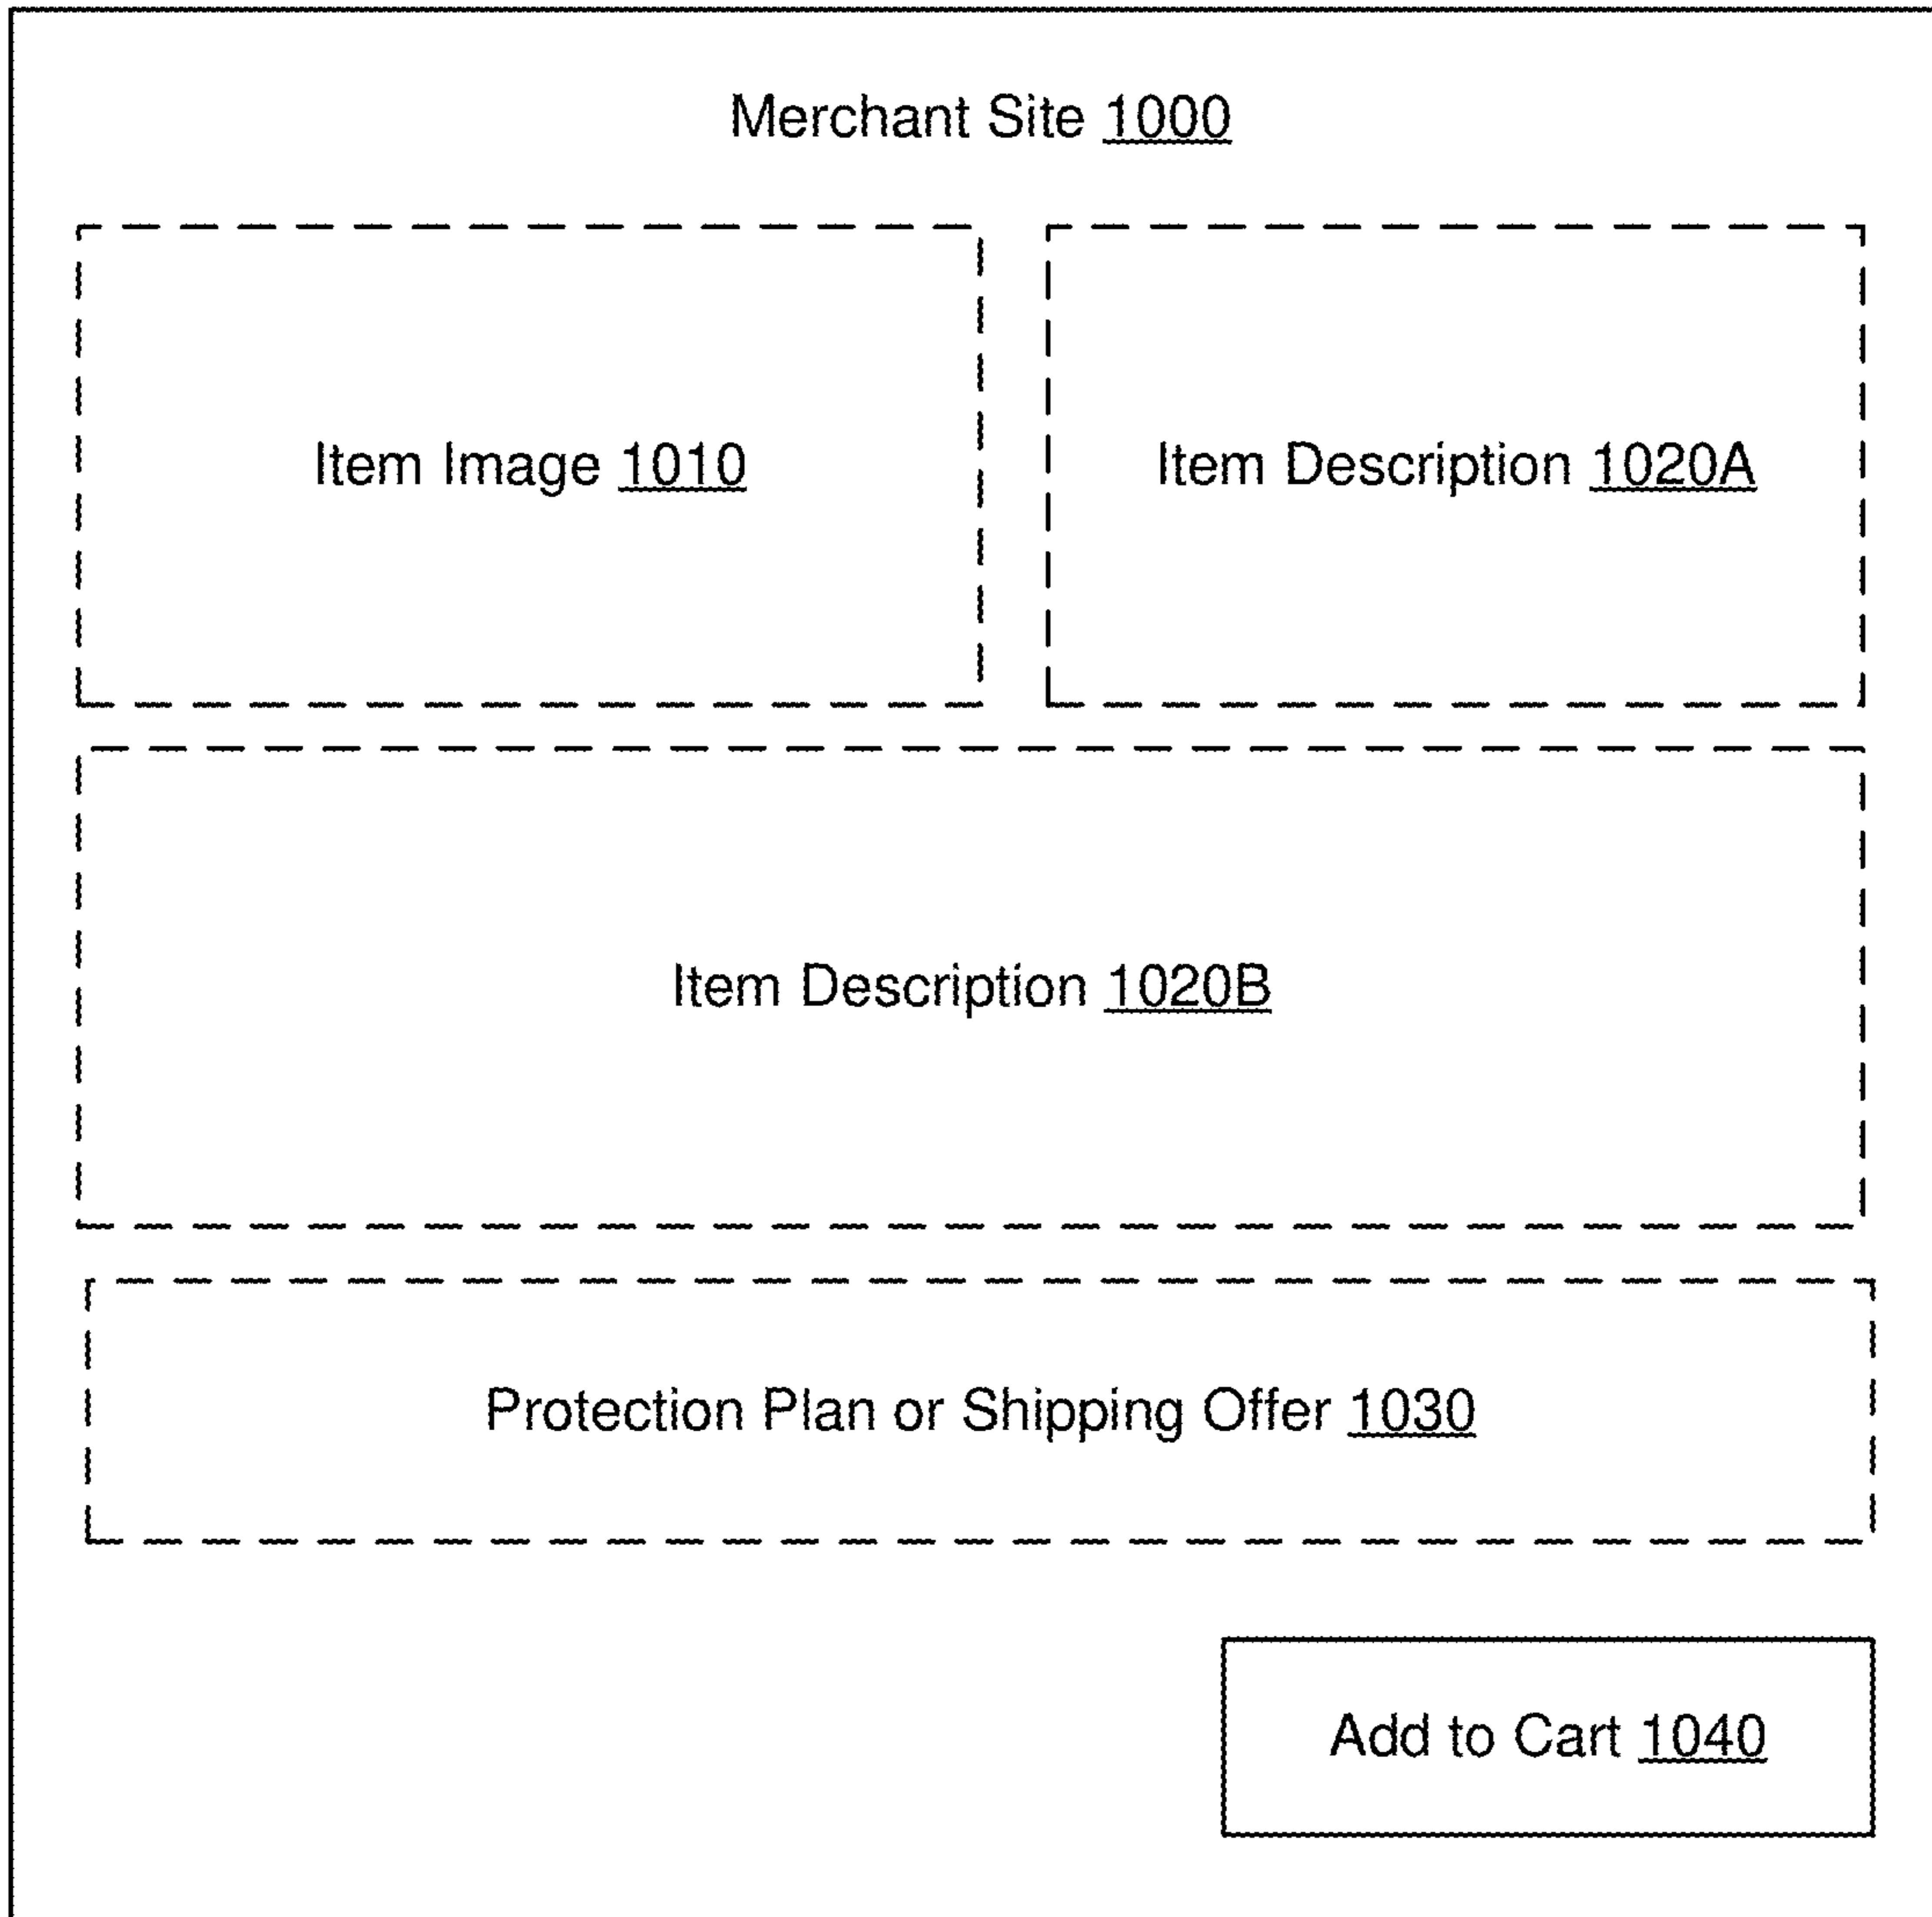 Merchant Site 1000
Item Image 1010
Item Description 1020A
Item Description 1020B
Protection Plan or Shipping Offer 1030
Add to Cart 1040